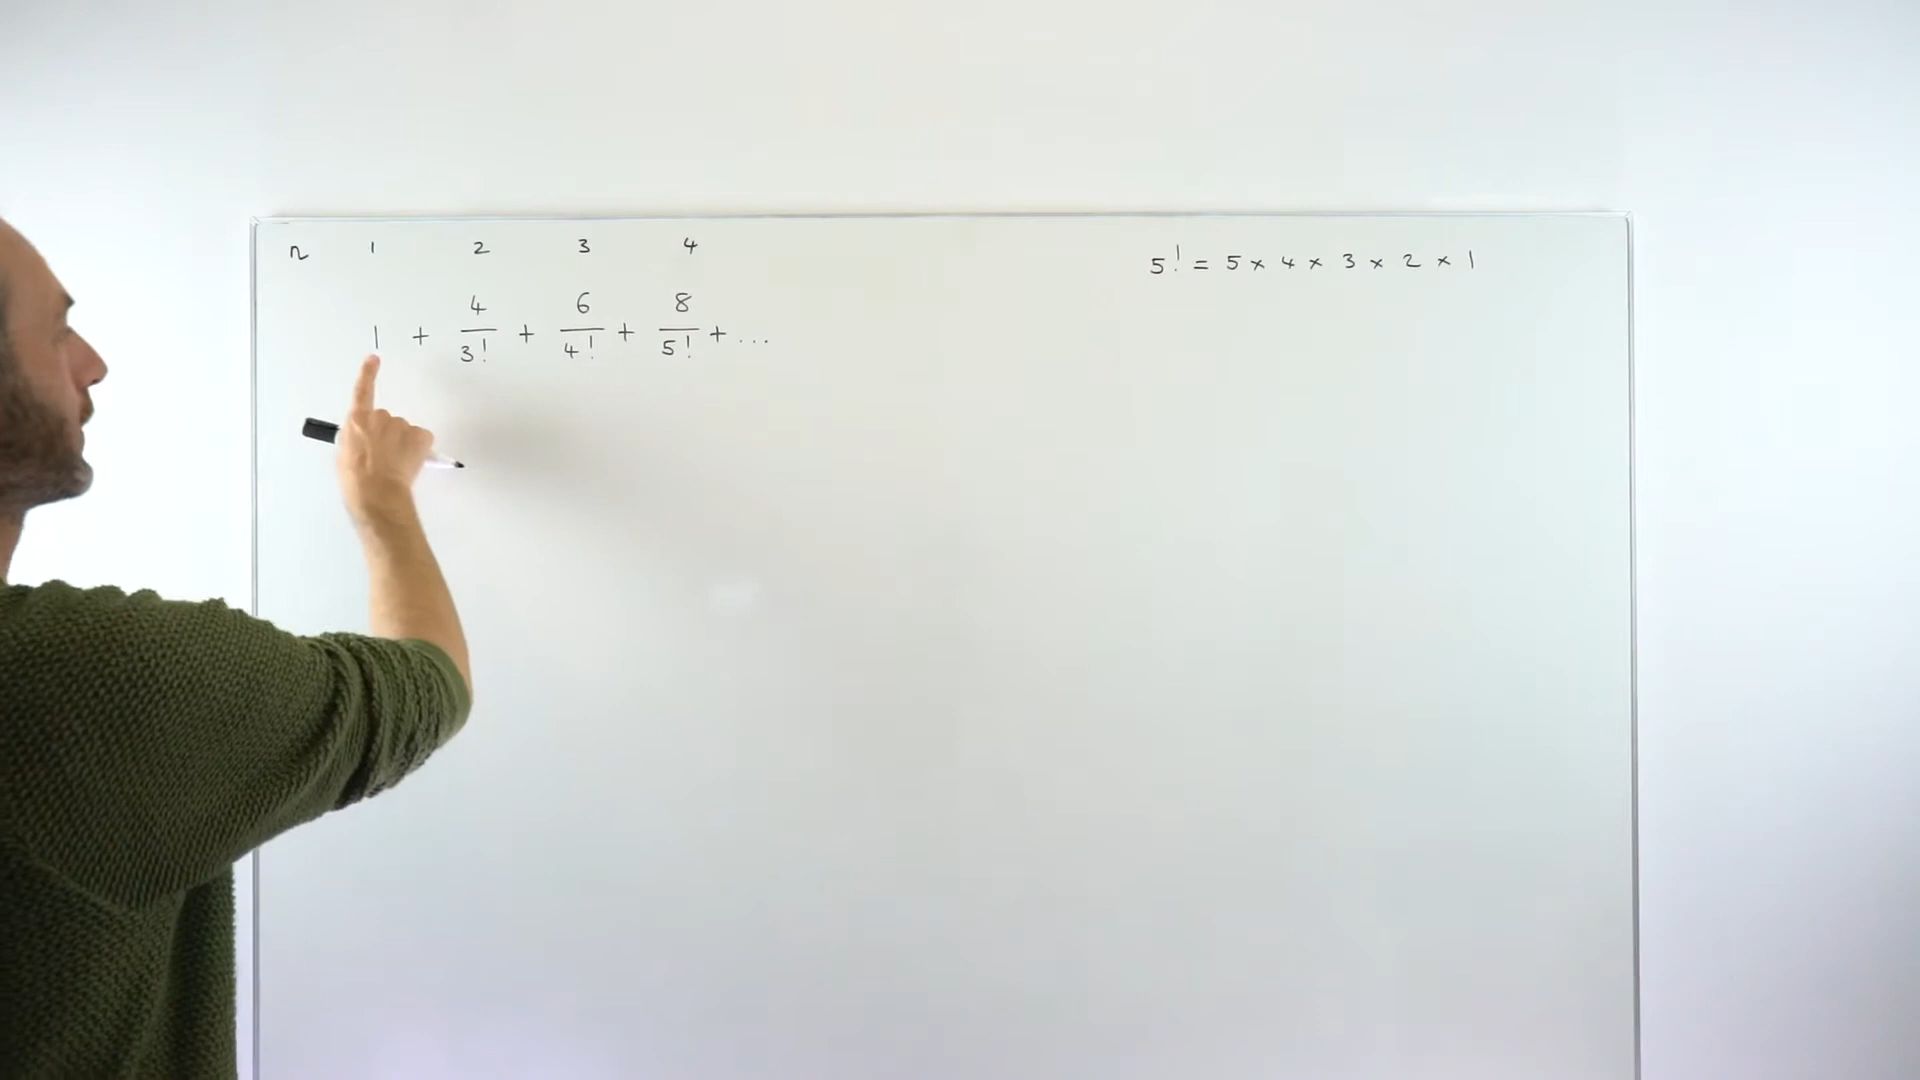 n 1 2 3 4
1 + 4/3! + 6/4! + 8/5! + ...
5! = 5 × 4 × 3 × 2 × 1